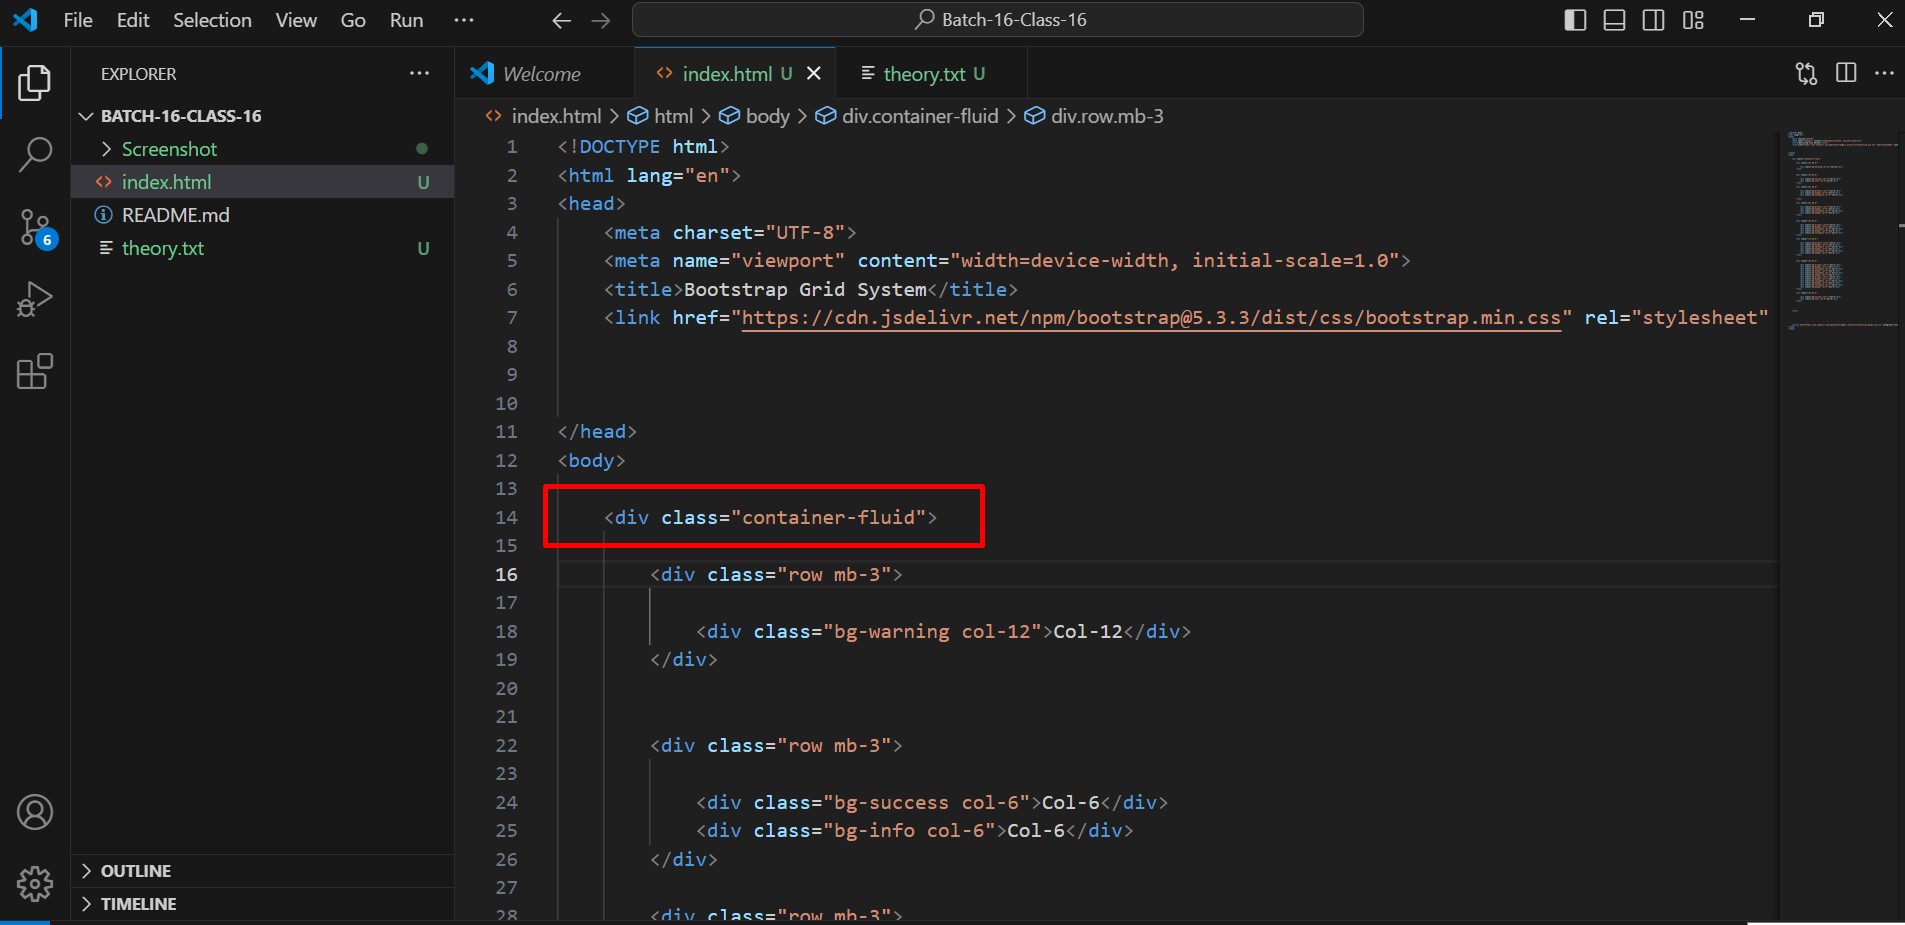 File Edit Selection View Go Run ···
Batch-16-Class-16
EXPLORER ···
Welcome
index.html U
theory.txt U
BATCH-16-CLASS-16
Screenshot
index.html U
README.md
theory.txt U
6
OUTLINE
TIMELINE
index.html > html > body > div.container-fluid > div.row.mb-3
1 <!DOCTYPE html>
2 <html lang="en">
3 <head>
4 <meta charset="UTF-8">
5 <meta name="viewport" content="width=device-width, initial-scale=1.0">
6 <title>Bootstrap Grid System</title>
7 <link href="https://cdn.jsdelivr.net/npm/bootstrap@5.3.3/dist/css/bootstrap.min.css" rel="stylesheet"
8
9
10
11 </head>
12 <body>
13
14 <div class="container-fluid">
15
16 <div class="row mb-3">
17
18 <div class="bg-warning col-12">Col-12</div>
19 </div>
20
21
22 <div class="row mb-3">
23
24 <div class="bg-success col-6">Col-6</div>
25 <div class="bg-info col-6">Col-6</div>
26 </div>
27
28 <div class="row mb-3">